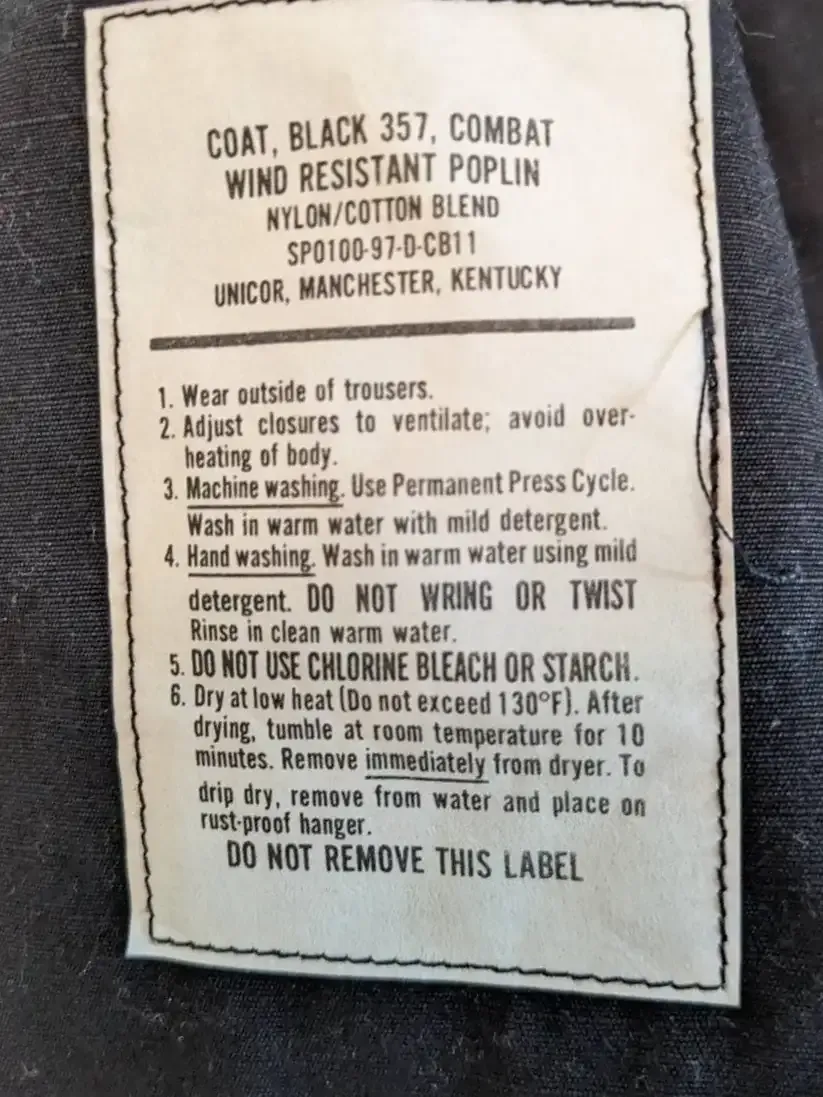 COAT, BLACK 357, COMBAT
WIND RESISTANT POPLIN
NYLON/COTTON BLEND
SPO100-97-D-CB11
UNICOR, MANCHESTER, KENTUCKY
1. Wear outside of trousers.
2. Adjust closures to ventilate; avoid over-
heating of body.
3. Machine washing. Use Permanent Press Cycle.
Wash in warm water with mild detergent.
4. Hand washing. Wash in warm water using mild
detergent. DO NOT WRING OR TWIST
Rinse in clean warm water.
5. DO NOT USE CHLORINE BLEACH OR STARCH.
6. Dry at low heat (Do not exceed 130°F). After
drying, tumble at room temperature for 10
minutes. Remove immediately from dryer. To
drip dry, remove from water and place on
rust-proof hanger.
DO NOT REMOVE THIS LABEL